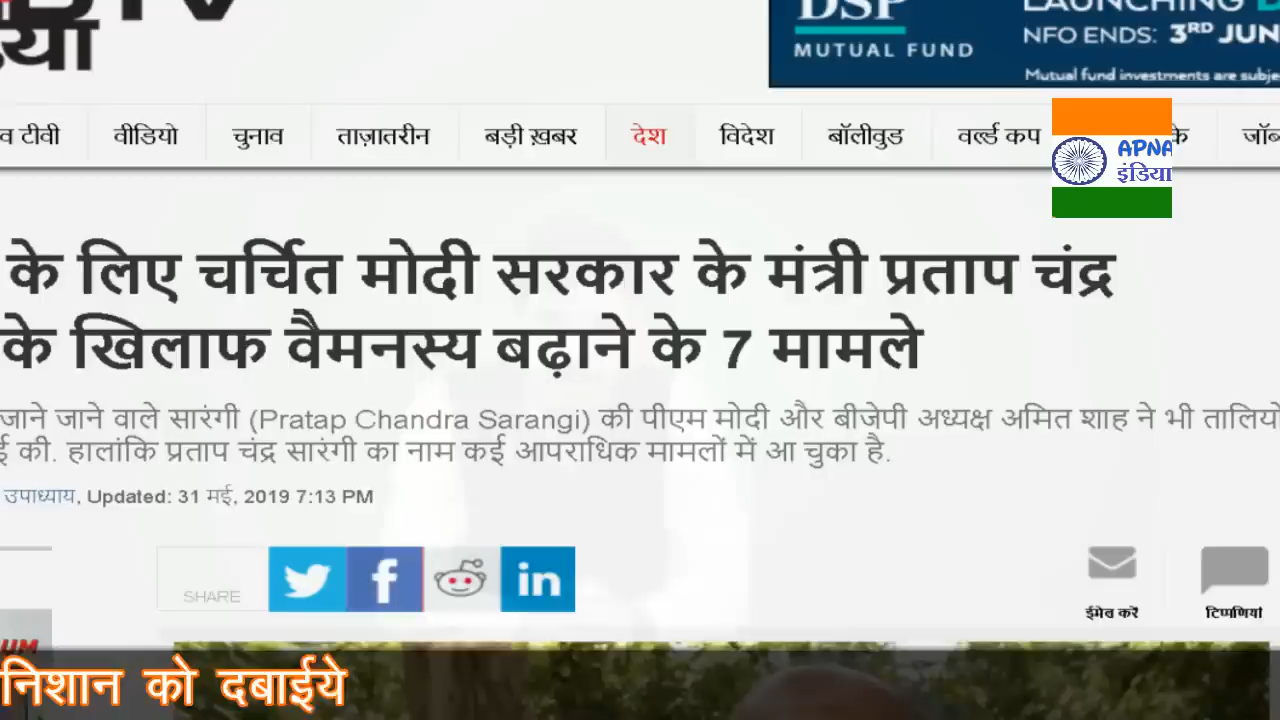 या
DSP
MUTUAL FUND
LAUNCHING
NFO ENDS: 3RD JUN
Mutual fund investments are subje
व टीवी वीडियो चुनाव ताज़ातरीन बड़ी ख़बर देश विदेश बॉलीवुड वर्ल्ड कप के जॉब
APNA
इंडिया
के लिए चर्चित मोदी सरकार के मंत्री प्रताप चंद्र
के खिलाफ वैमनस्य बढ़ाने के 7 मामले
जाने जाने वाले सारंगी (Pratap Chandra Sarangi) की पीएम मोदी और बीजेपी अध्यक्ष अमित शाह ने भी तालियो
ई की. हालांकि प्रताप चंद्र सारंगी का नाम कई आपराधिक मामलों में आ चुका है.
उपाध्याय, Updated: 31 मई, 2019 7:13 PM
SHARE
f
in
ईमेल करें
टिप्पणियां
UM
निशान को दबाईये